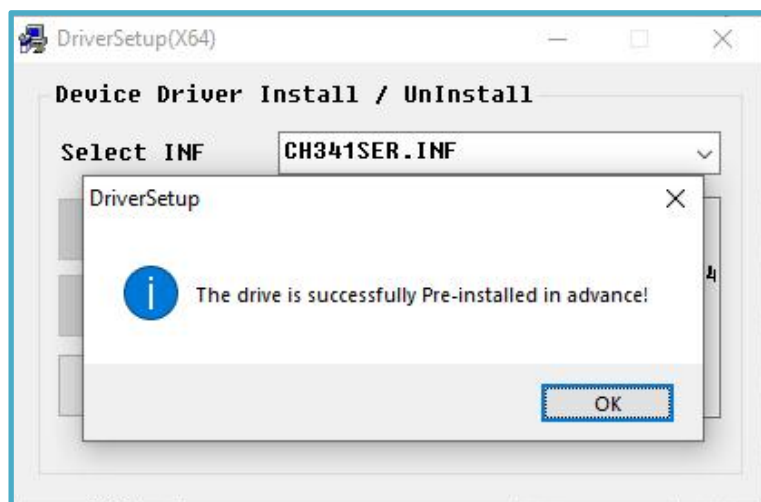 DriverSetup(X64)
Device Driver Install / UnInstall
Select INF
CH341SER.INF
DriverSetup
The drive is successfully Pre-installed in advance!
4
OK